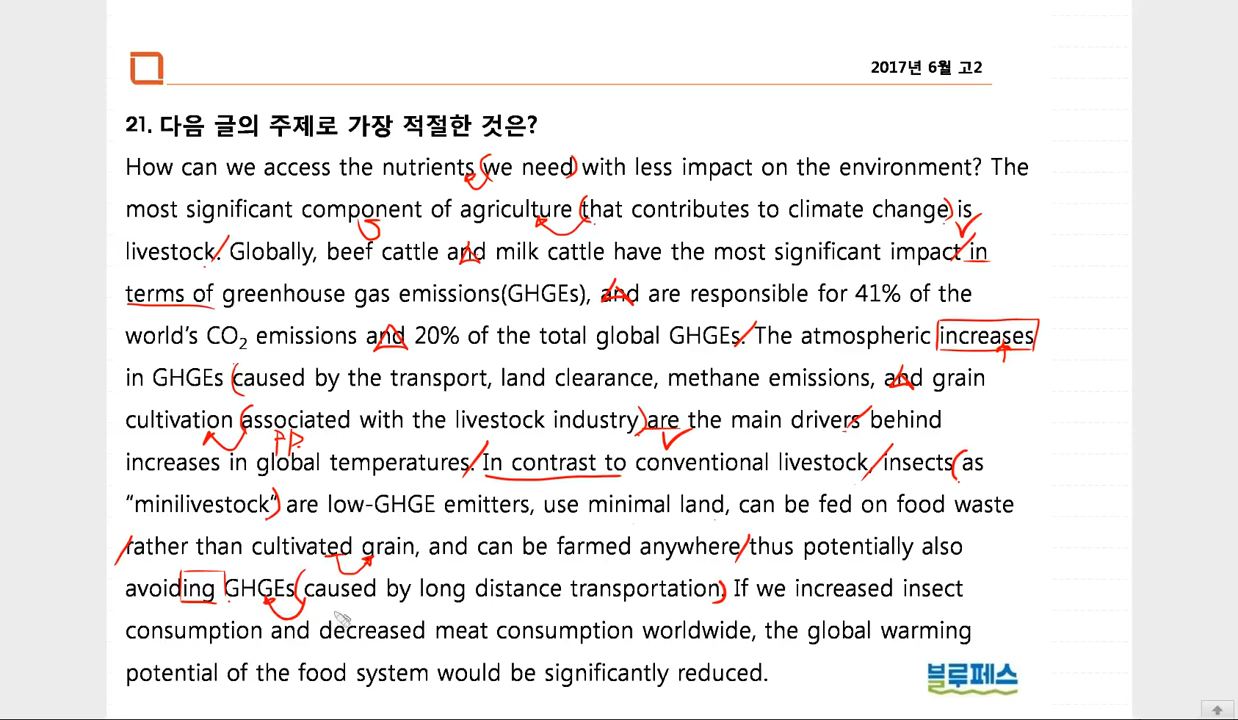 2017년 6월 고2
21. 다음 글의 주제로 가장 적절한 것은?
How can we access the nutrients we need with less impact on the environment? The
most significant component of agriculture that contributes to climate change is
livestock. Globally, beef cattle and milk cattle have the most significant impact in
terms of greenhouse gas emissions(GHGEs), and are responsible for 41% of the
world's CO₂ emissions and 20% of the total global GHGEs. The atmospheric increases
in GHGEs caused by the transport, land clearance, methane emissions, and grain
cultivation associated with the livestock industry are the main drivers behind
PP.
increases in global temperatures. In contrast to conventional livestock, insects as
“minilivestock“ are low-GHGE emitters, use minimal land, can be fed on food waste
rather than cultivated grain, and can be farmed anywhere thus potentially also
avoiding GHGEs caused by long distance transportation. If we increased insect
consumption and decreased meat consumption worldwide, the global warming
potential of the food system would be significantly reduced.
블루페스